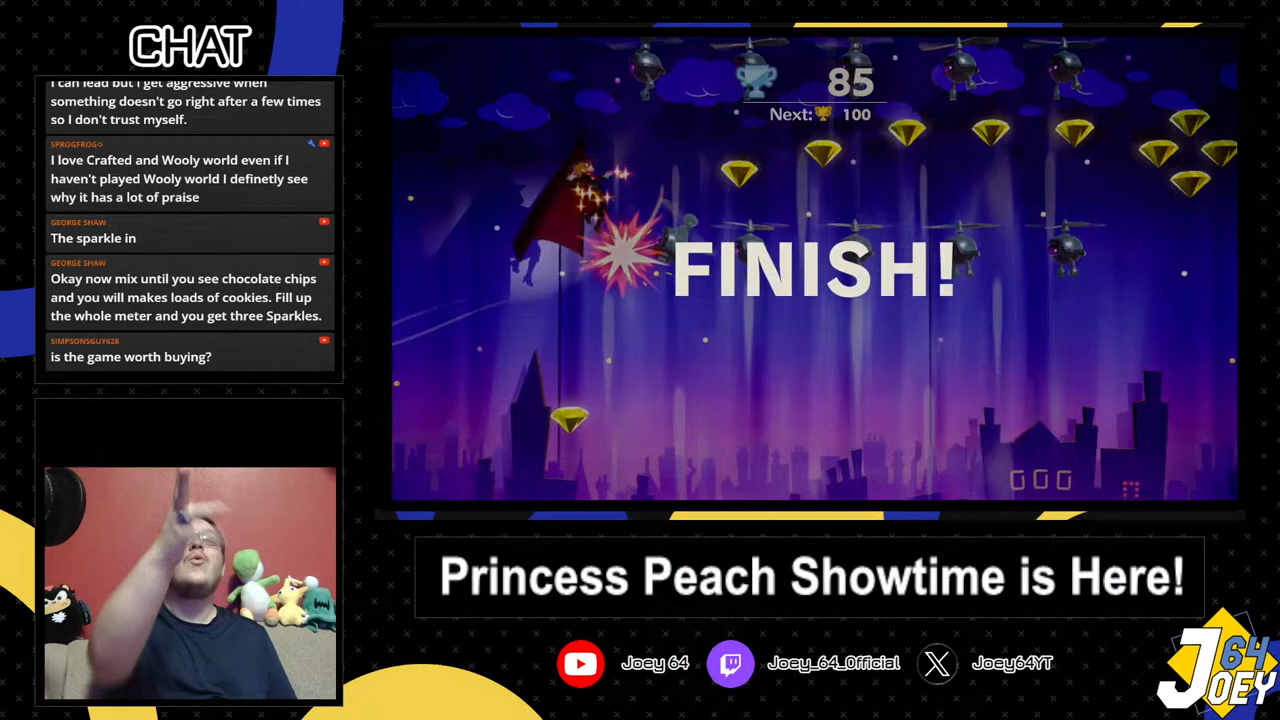 CHAT
I can lead but I get aggressive when
something doesn't go right after a few times
so I don't trust myself.
SPROGFROG
I love Crafted and Wooly world even if I
haven't played Wooly world I definetly see
why it has a lot of praise
GEORGE SHAW
The sparkle in
GEORGE SHAW
Okay now mix until you see chocolate chips
and you will makes loads of cookies. Fill up
the whole meter and you get three Sparkles.
SIMPSONSGUY628
is the game worth buying?
85
Next: 100
FINISH!
Princess Peach Showtime is Here!
Joey 64
Joey_64_Official
Joey64YT
64
JOEY